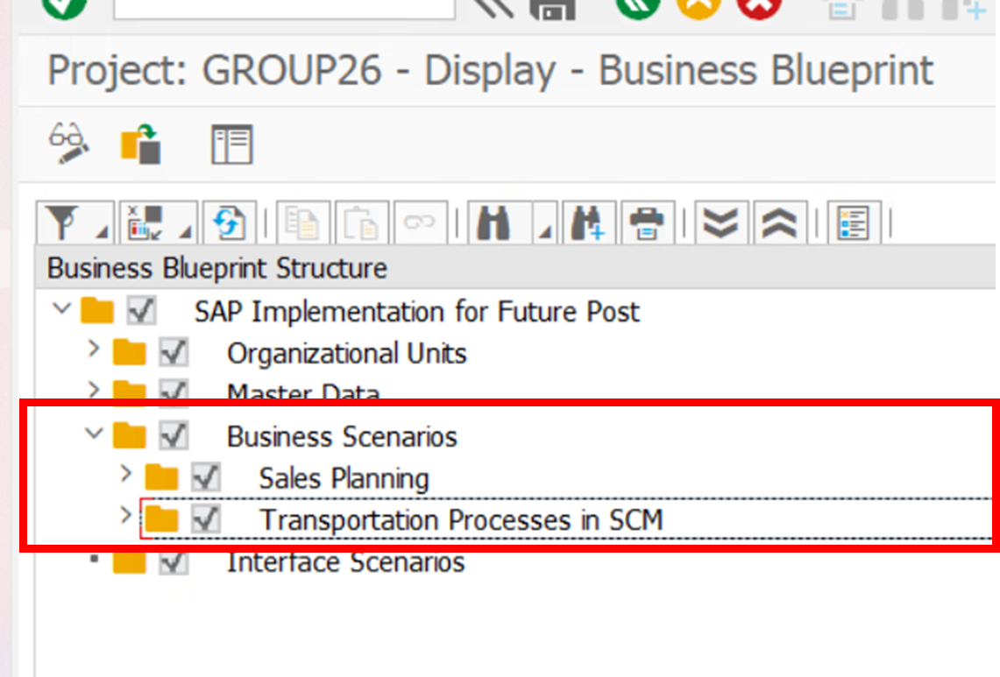 Project: GROUP26 - Display - Business Blueprint
Business Blueprint Structure
SAP Implementation for Future Post
Organizational Units
Master Data
Business Scenarios
Sales Planning
Transportation Processes in SCM
Interface Scenarios